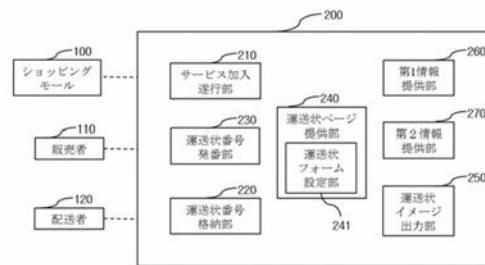 200
100
ショッピング
モール
110
販売者
120
配送者
210
サービス加入
遂行部
230
運送状番号
発番部
220
運送状番号
格納部
240
運送状ページ
提供部
運送状
フォーム
設定部
241
260
第1情報
提供部
270
第2情報
提供部
250
運送状
イメージ
出力部